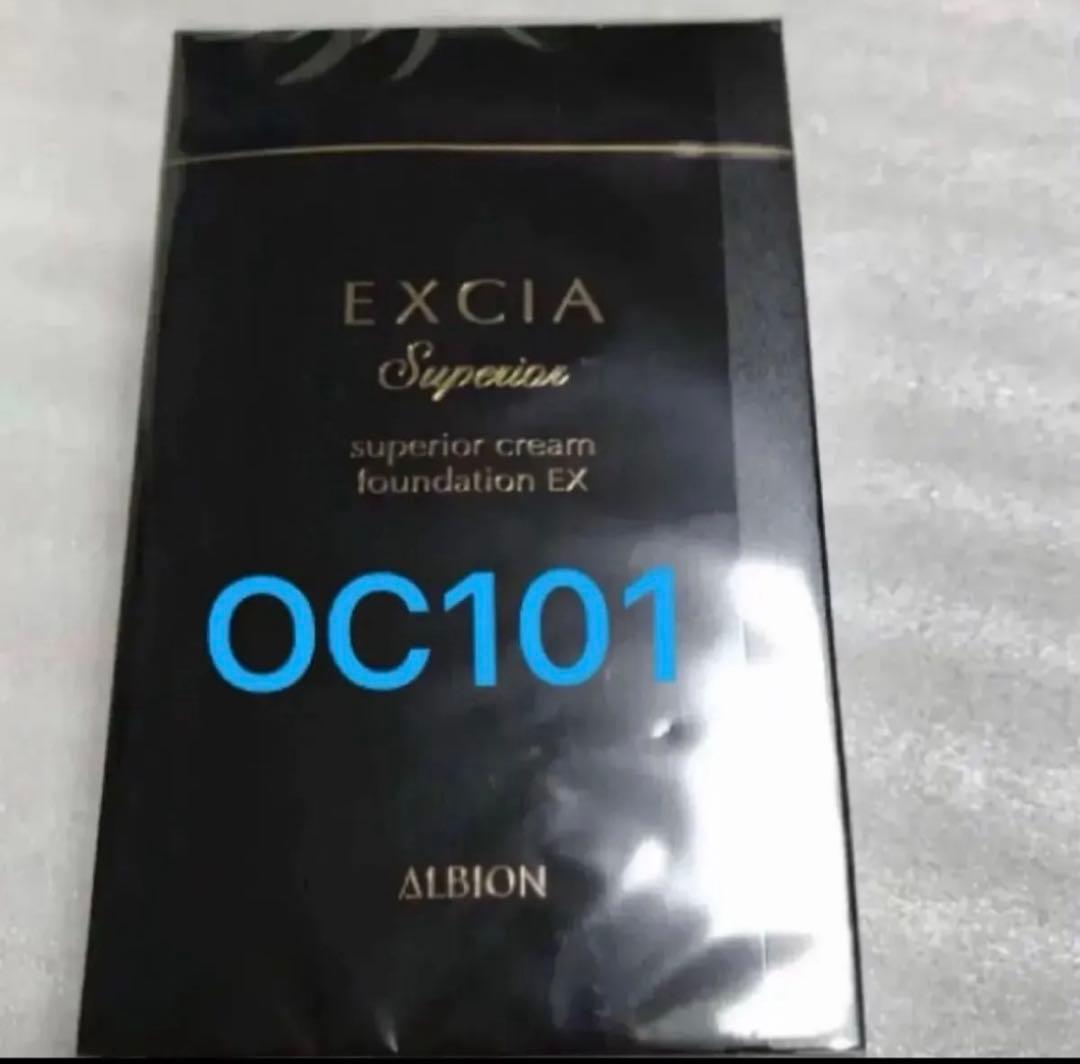 EXCIA
Superior
superior cream
foundation EX
OC101
ALBION